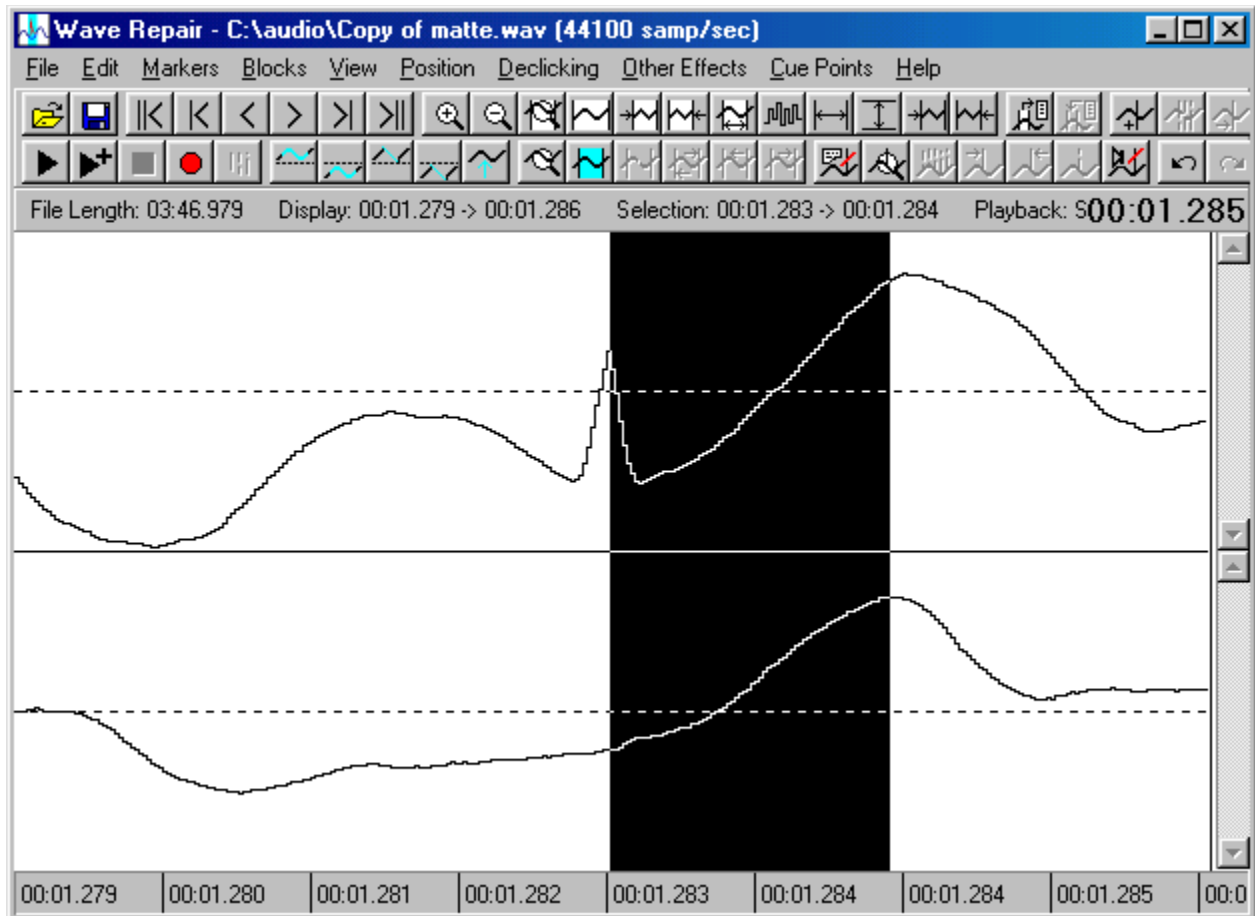 Wave Repair - C:\audio\Copy of matte.wav (44100 samp/sec)
File Edit Markers Blocks View Position Declicking Other Effects Cue Points Help
File Length: 03:46.979 Display: 00:01.279 -> 00:01.286 Selection: 00:01.283 -> 00:01.284 Playback: S00:01.285
00:01.279 00:01.280 00:01.281 00:01.282 00:01.283 00:01.284 00:01.284 00:01.285 00:0